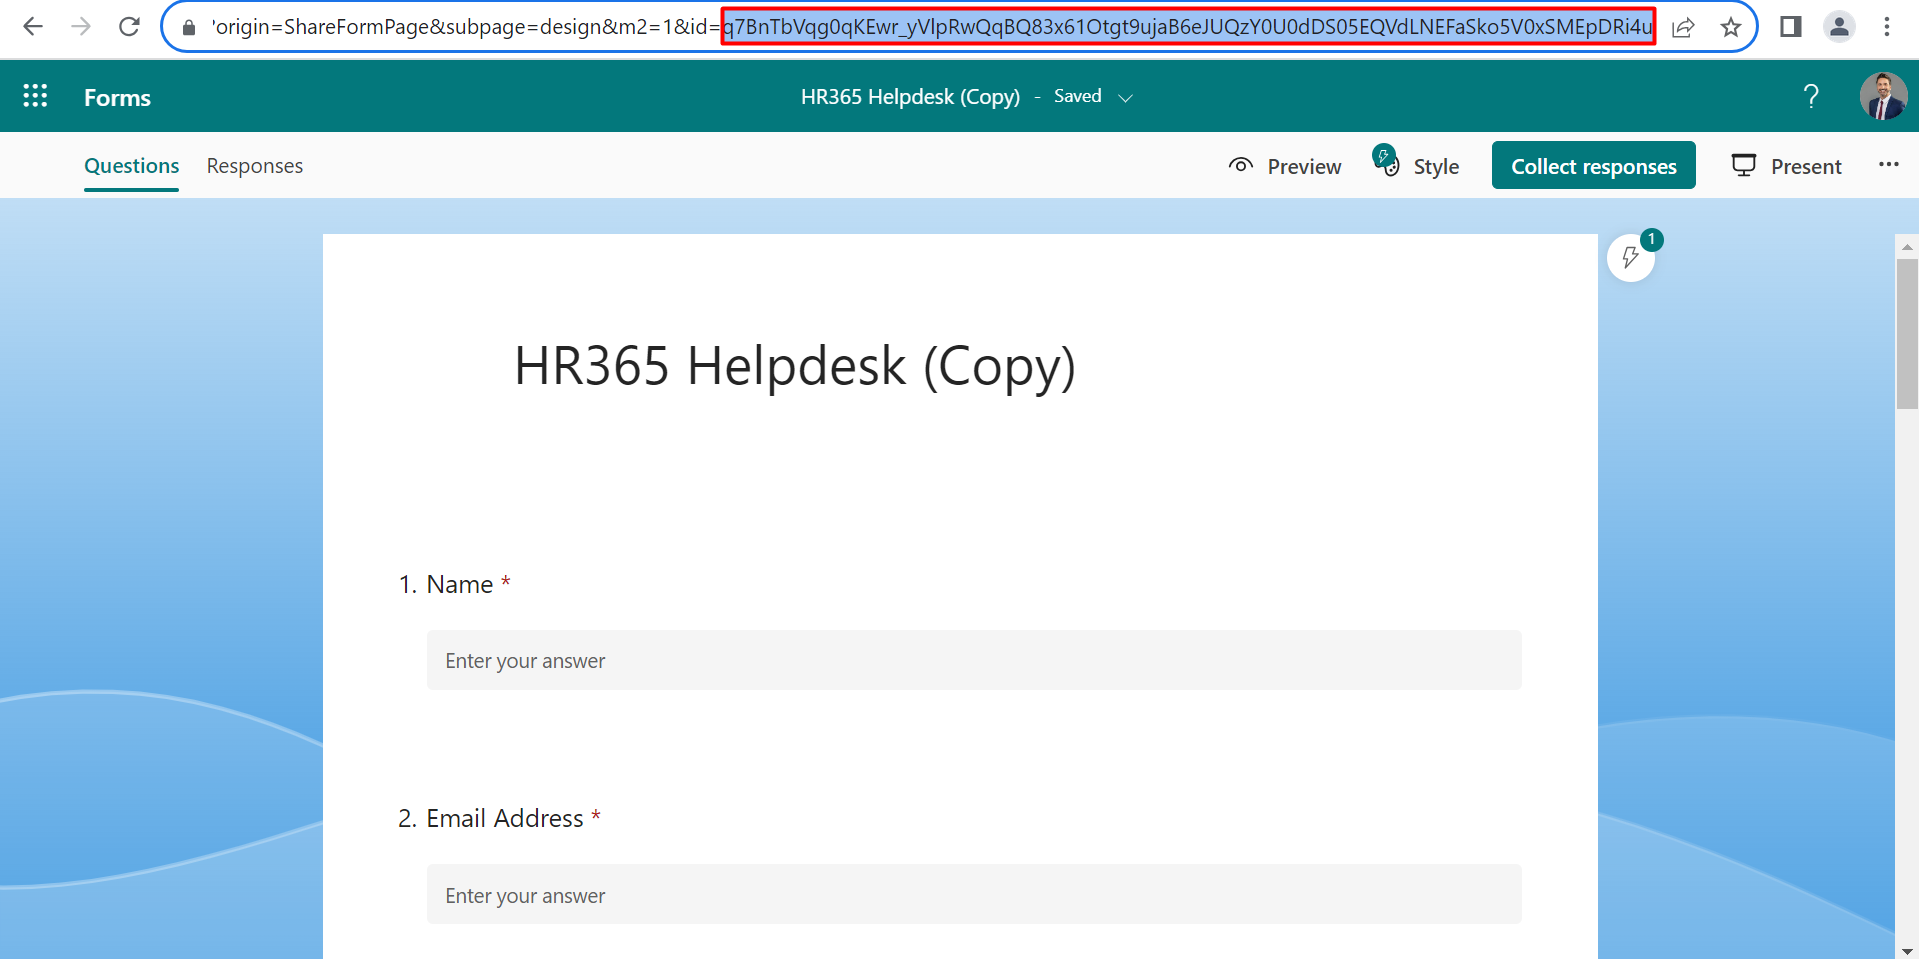 'origin=ShareFormPage&subpage=design&m2=1&id=q7BnTbVqg0qKEwr_yVlpRwQqBQ83x61Otgt9ujaB6eJUQzY0U0dDS05EQVdLNEFaSko5V0xSMEpDRi4u
Forms
HR365 Helpdesk (Copy) - Saved
?
Questions Responses
Preview Style Collect responses Present ...
1
HR365 Helpdesk (Copy)
1. Name *
Enter your answer
2. Email Address *
Enter your answer